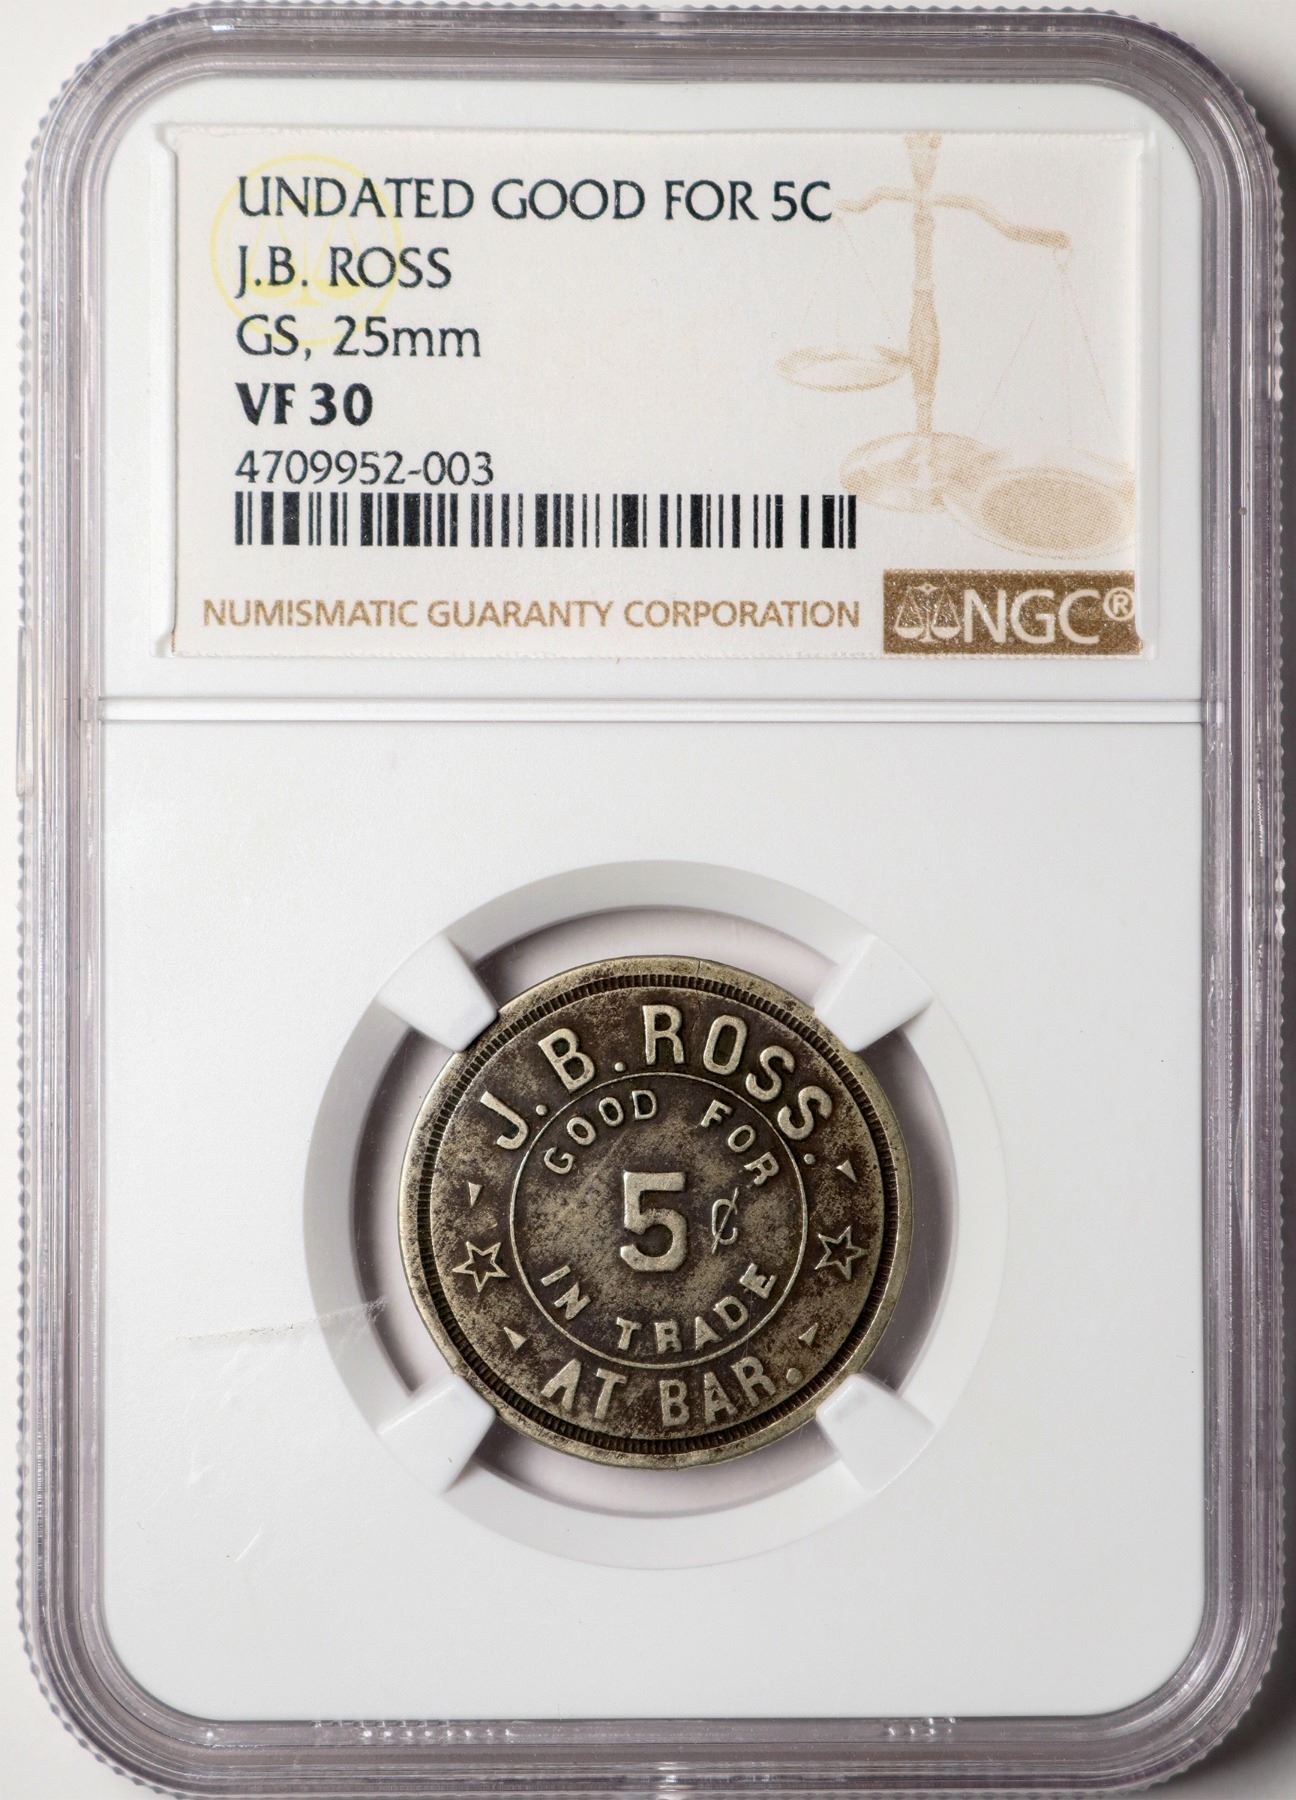 UNDATED GOOD FOR 5C
J.B. ROSS
GS, 25mm
VF 30
4709952-003
NUMISMATIC GUARANTY CORPORATION
NGC®
J. B. ROSS.
GOOD FOR
5 ¢
IN TRADE
AT BAR.